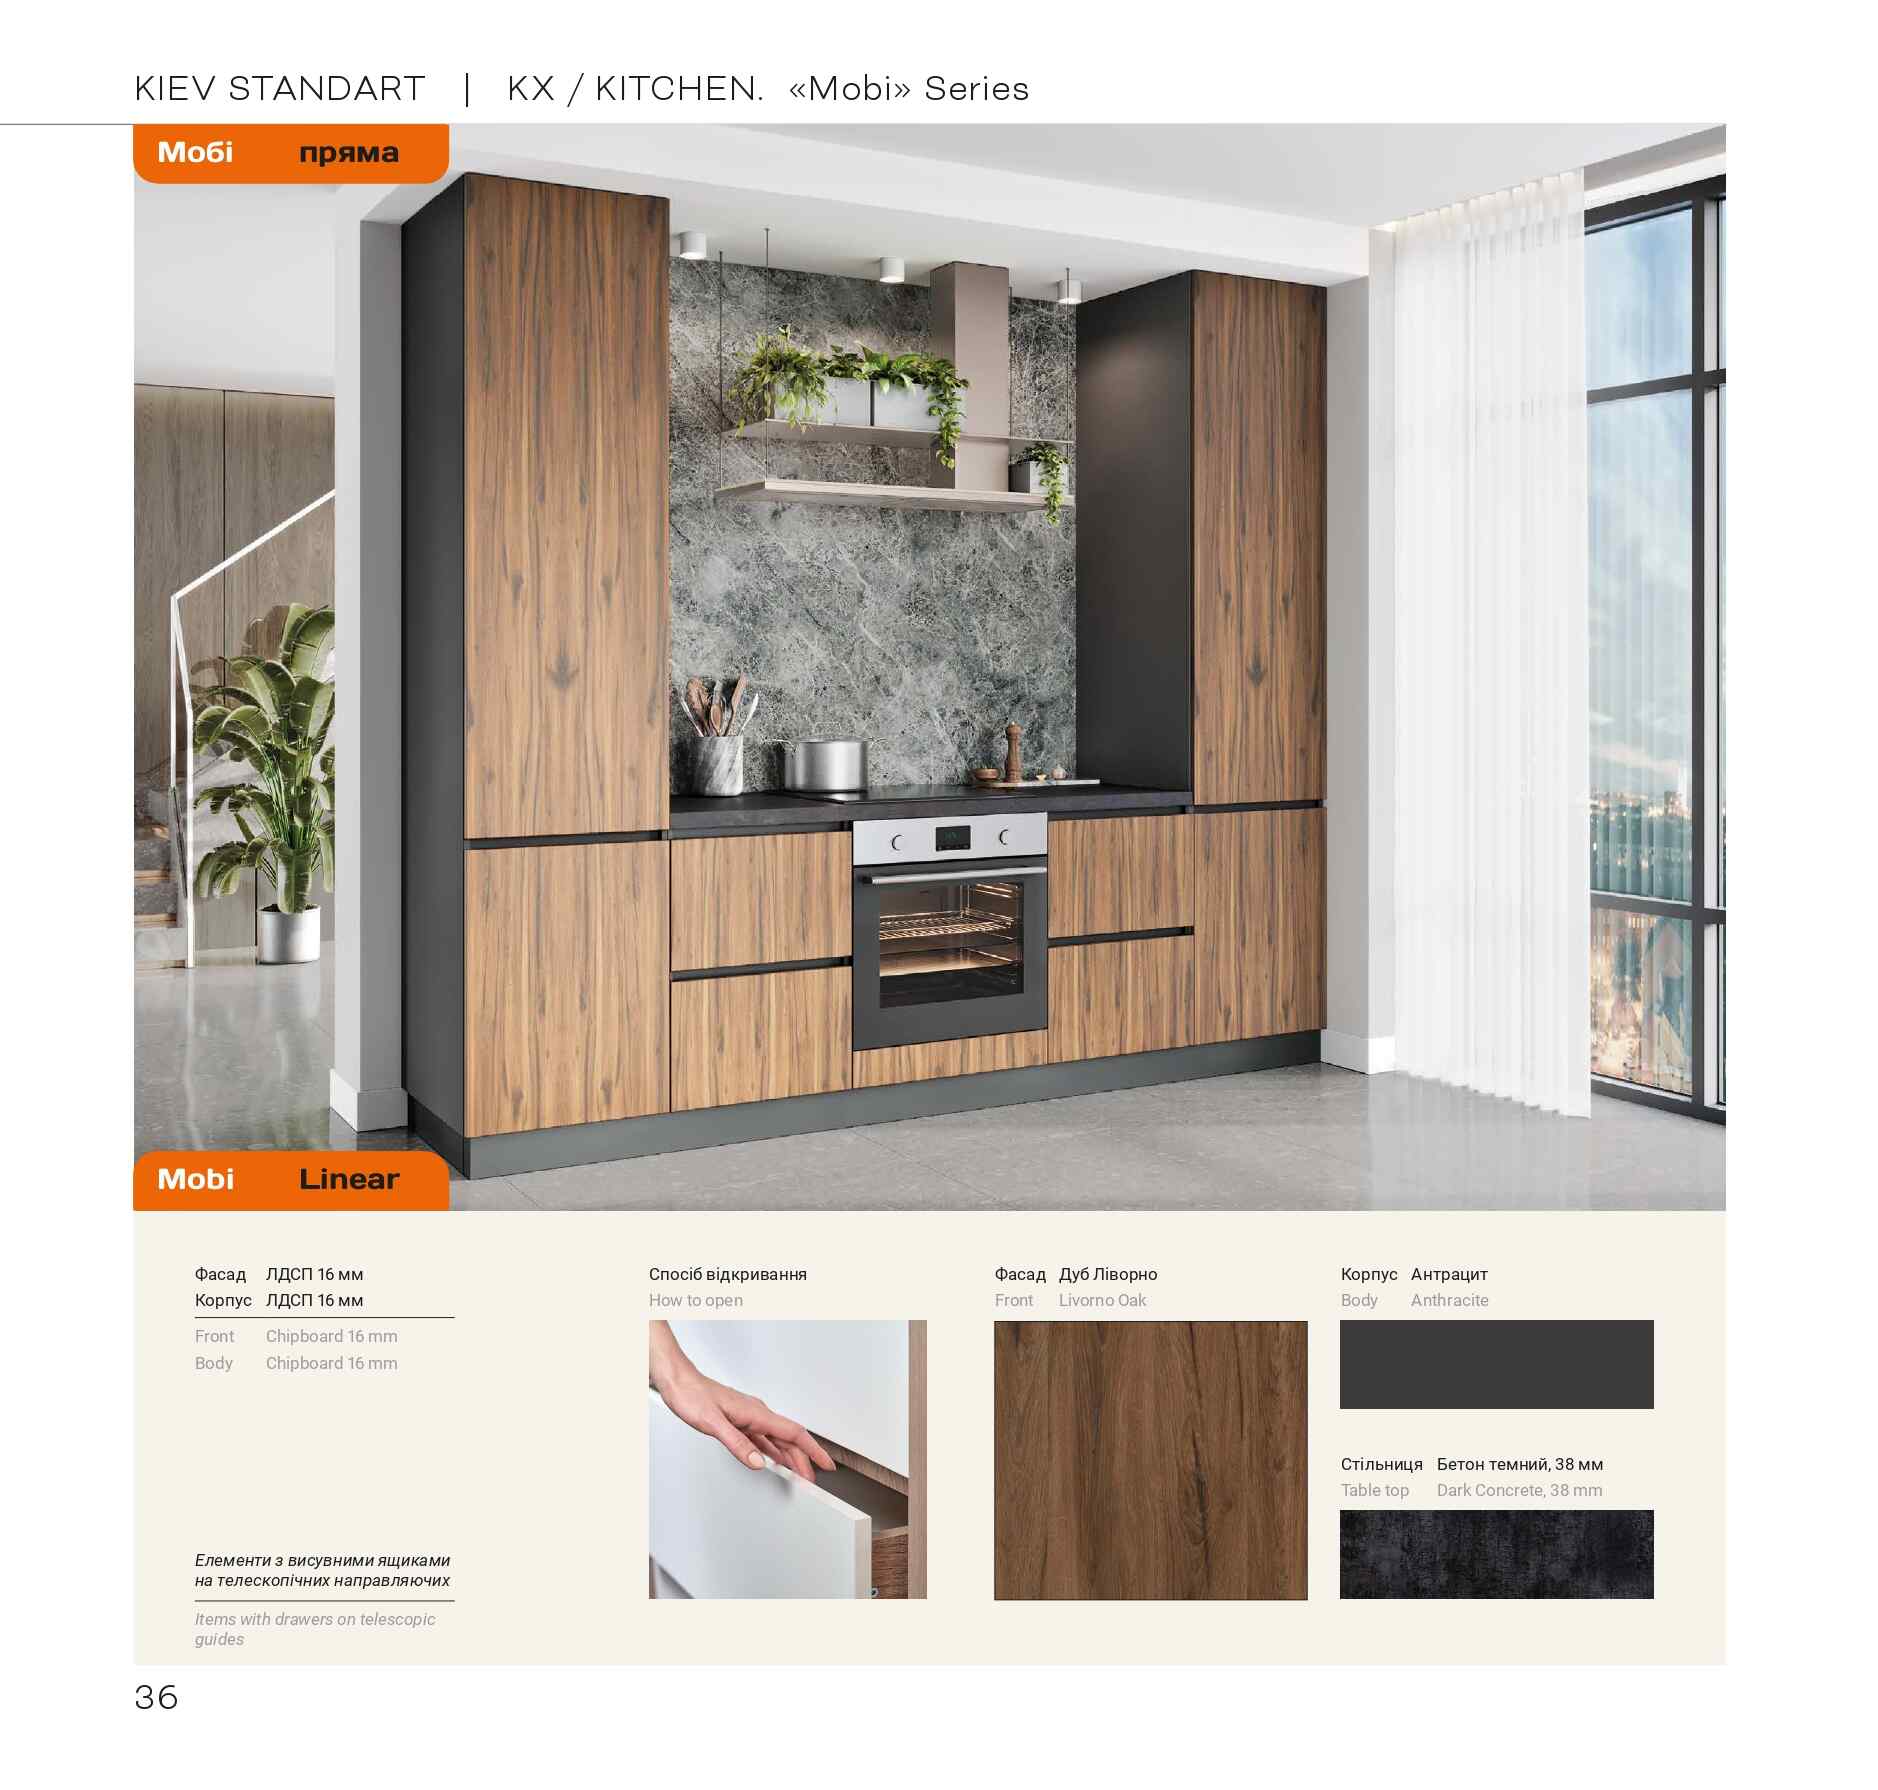 KIEV STANDART | KX / KITCHEN. «Mobi» Series
Мобі пряма
Mobi Linear
Фасад ЛДСП 16 мм
Корпус ЛДСП 16 мм
Front Chipboard 16 mm
Body Chipboard 16 mm
Елементи з висувними ящиками
на телескопічних направляючих
Items with drawers on telescopic
guides
Спосіб відкривання
How to open
Фасад Дуб Ліворно
Front Livorno Oak
Корпус Антрацит
Body Anthracite
Стільниця Бетон темний, 38 мм
Table top Dark Concrete, 38 mm
36